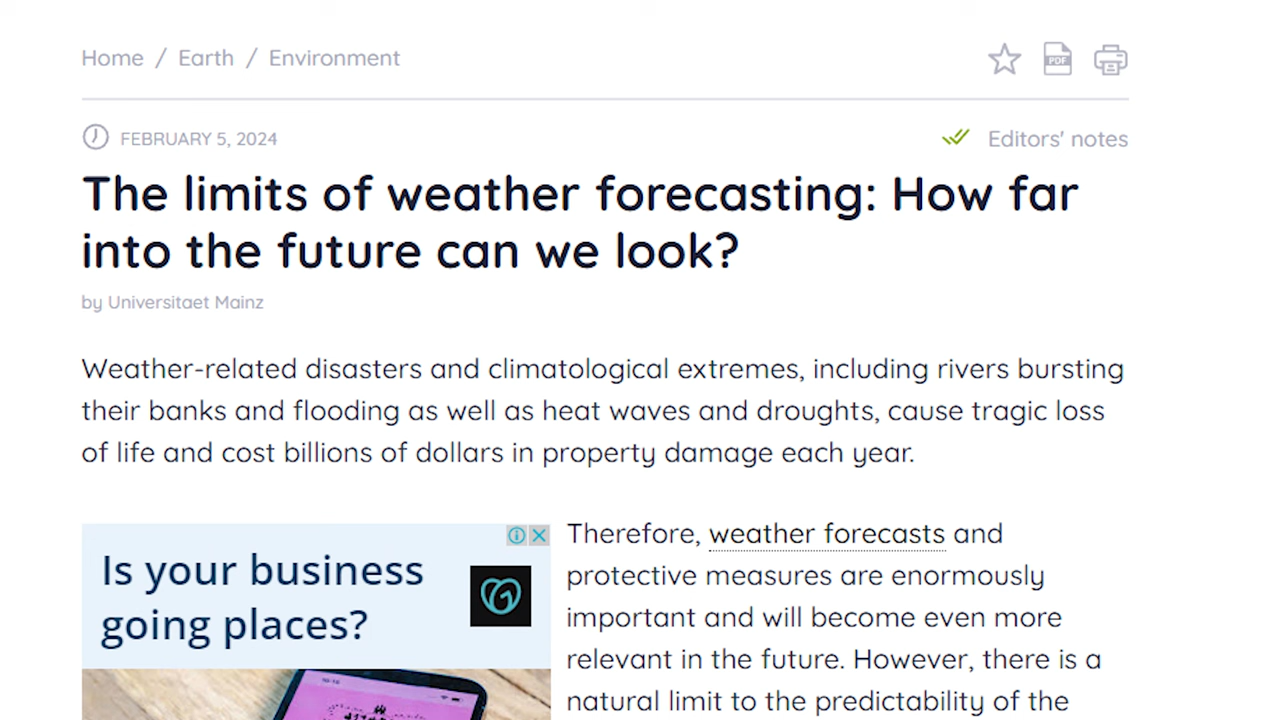 Home / Earth / Environment
PDF
FEBRUARY 5, 2024
Editors' notes
The limits of weather forecasting: How far
into the future can we look?
by Universitaet Mainz
Weather-related disasters and climatological extremes, including rivers bursting
their banks and flooding as well as heat waves and droughts, cause tragic loss
of life and cost billions of dollars in property damage each year.
Is your business
going places?
Therefore, weather forecasts and
protective measures are enormously
important and will become even more
relevant in the future. However, there is a
natural limit to the predictability of the